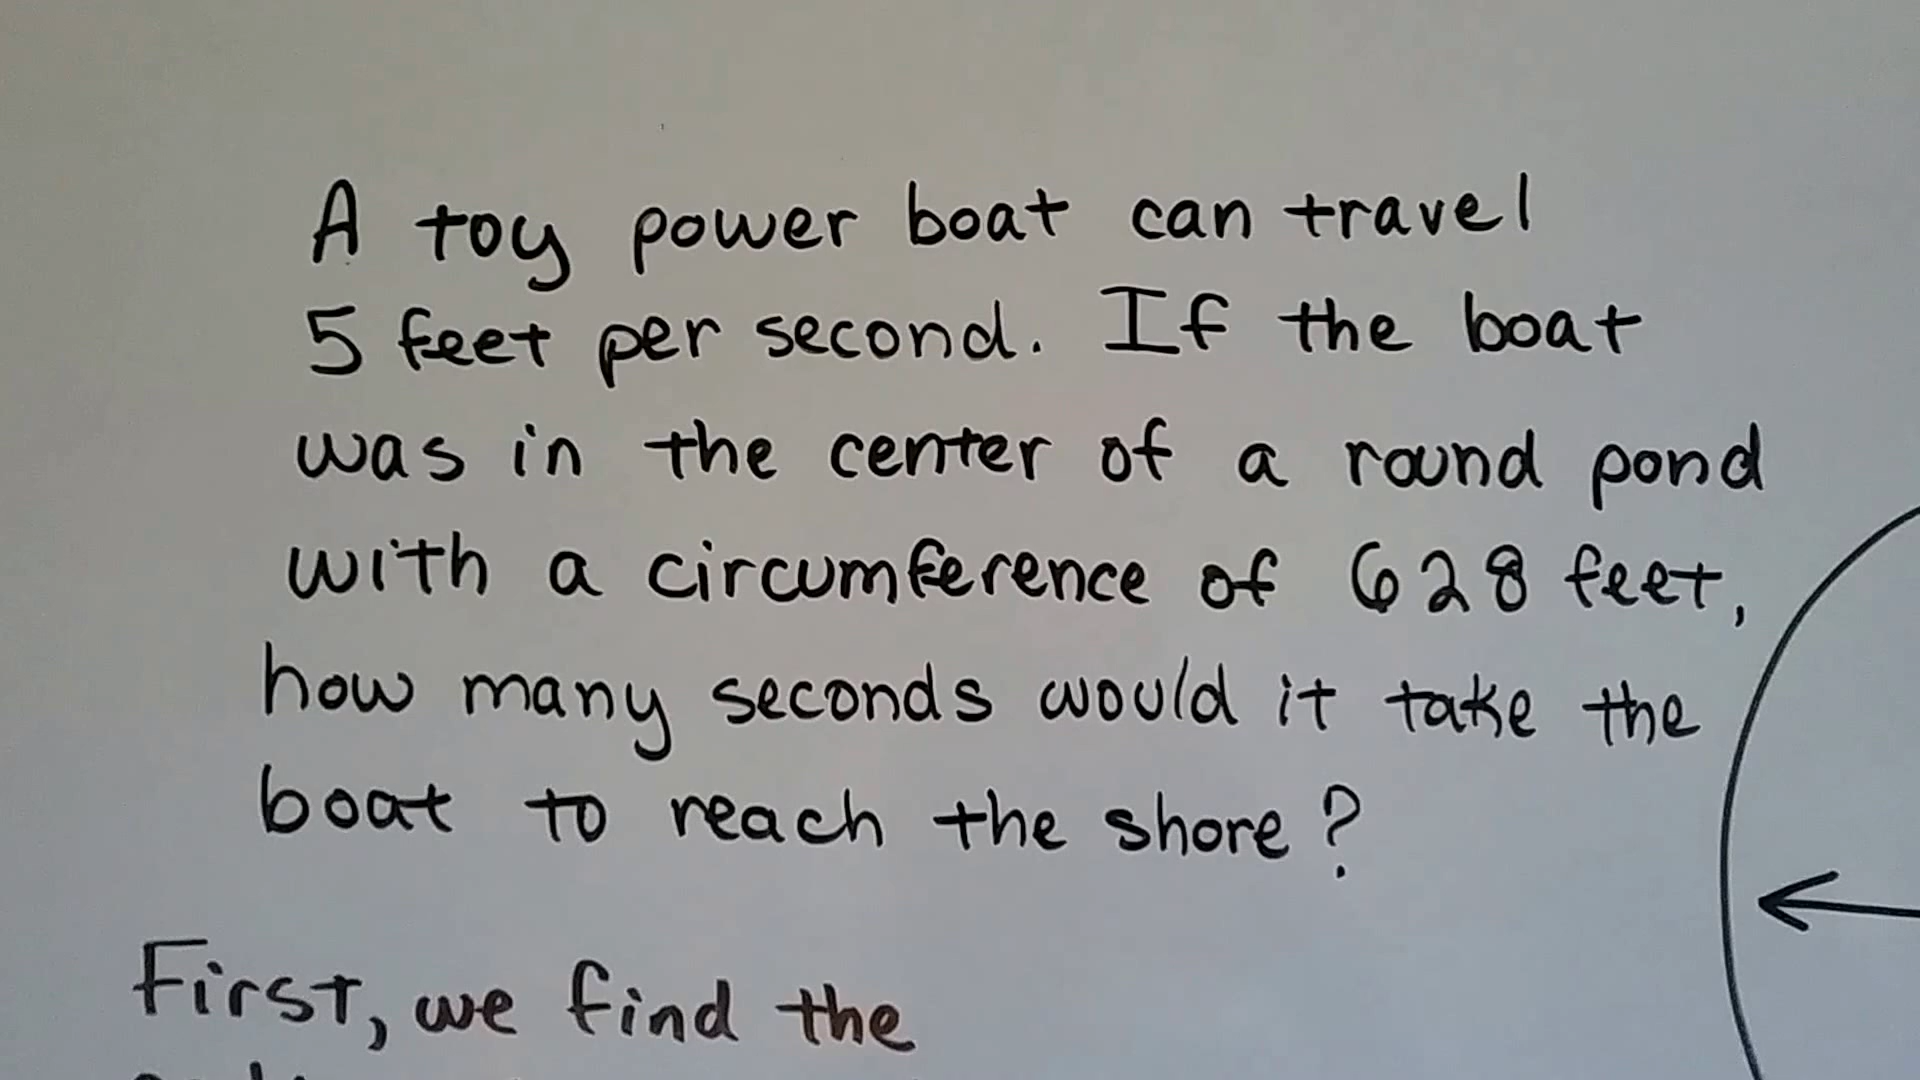 A toy power boat can travel
5 feet per second. If the boat
was in the center of a round pond
with a circumference of 628 feet,
how many seconds would it take the
boat to reach the shore?
First, we find the